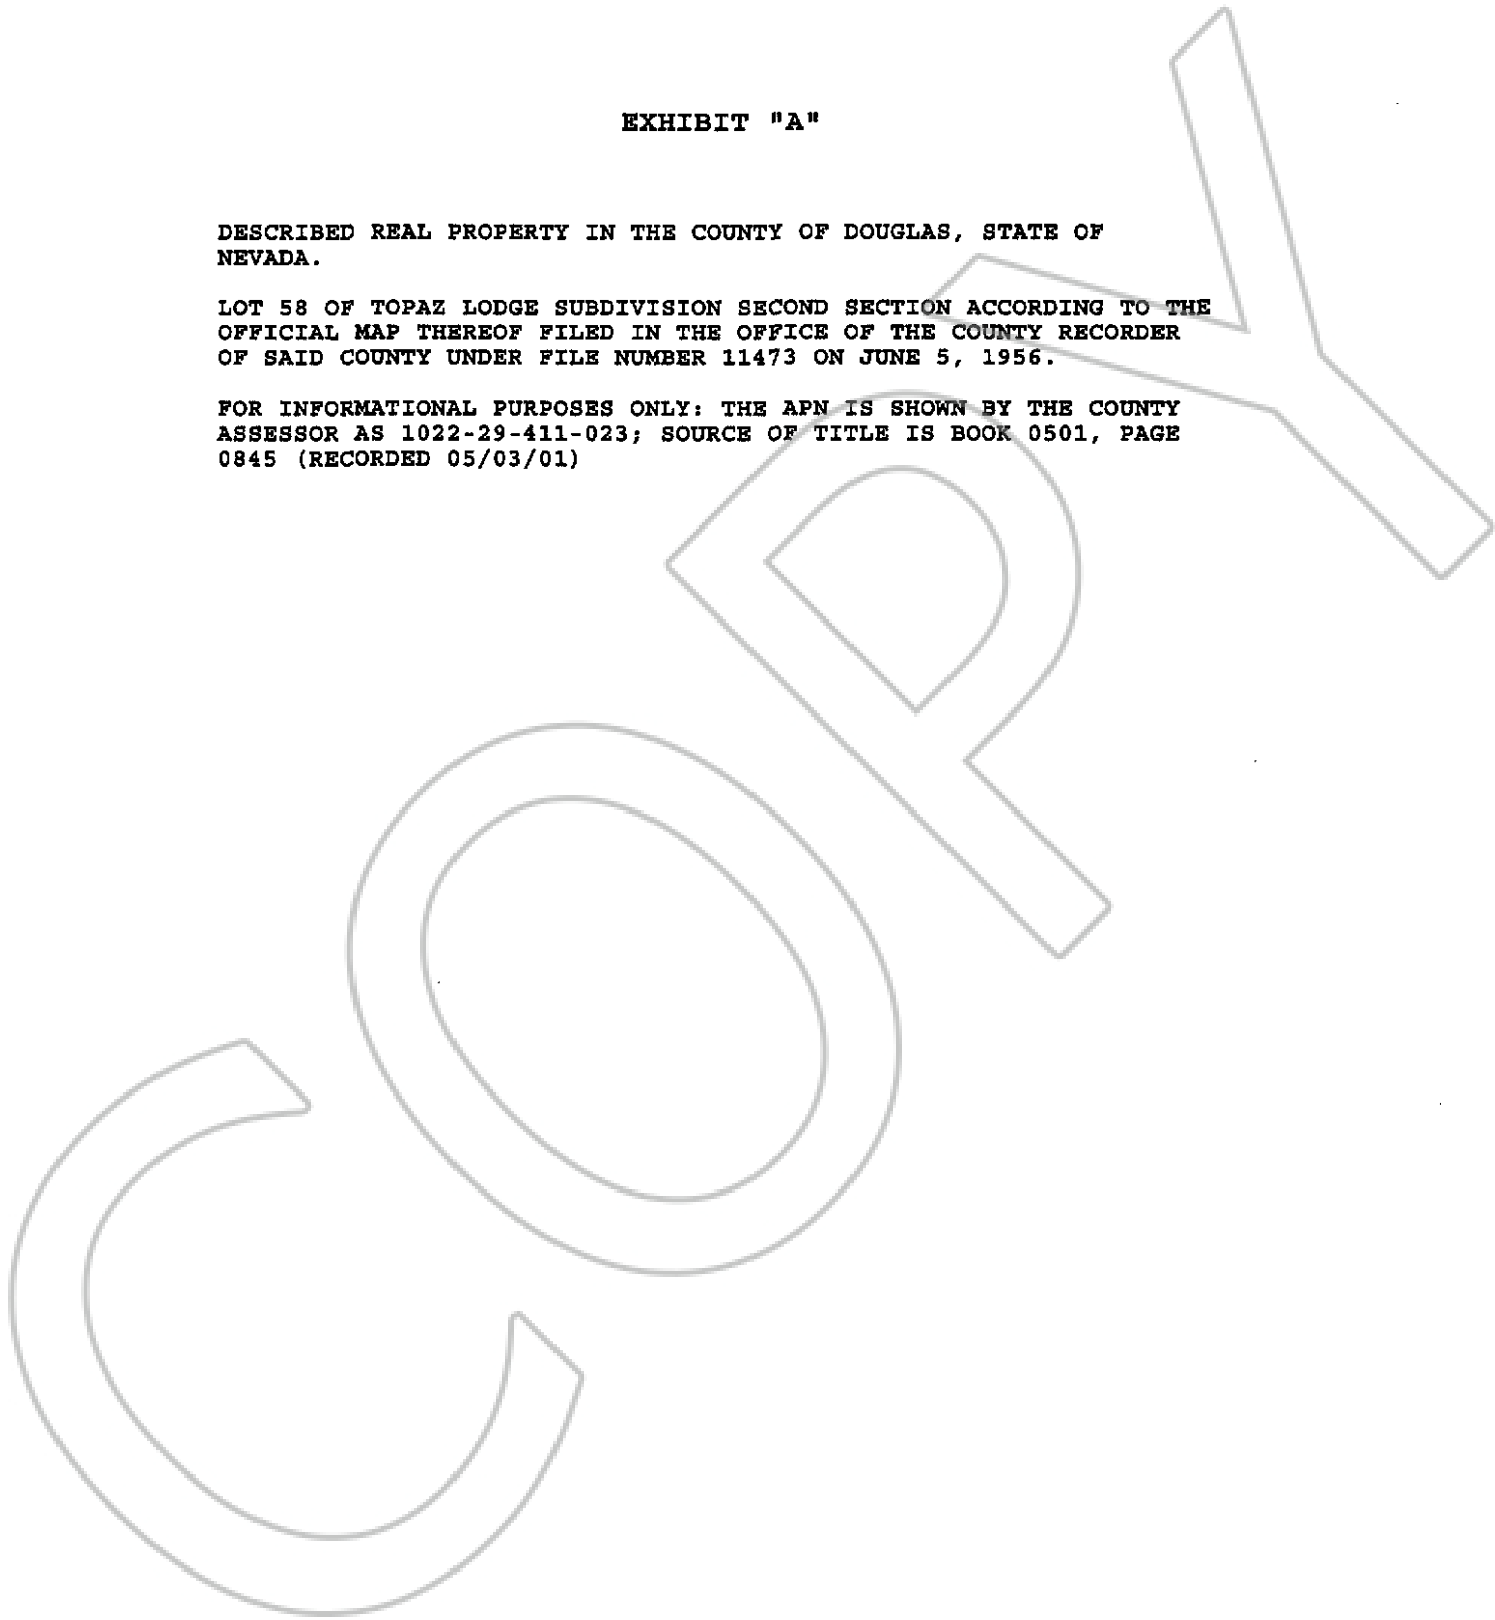 EXHIBIT "A"
DESCRIBED REAL PROPERTY IN THE COUNTY OF DOUGLAS, STATE OF
NEVADA.
LOT 58 OF TOPAZ LODGE SUBDIVISION SECOND SECTION ACCORDING TO THE
OFFICIAL MAP THEREOF FILED IN THE OFFICE OF THE COUNTY RECORDER
OF SAID COUNTY UNDER FILE NUMBER 11473 ON JUNE 5, 1956.
FOR INFORMATIONAL PURPOSES ONLY: THE APN IS SHOWN BY THE COUNTY
ASSESSOR AS 1022-29-411-023; SOURCE OF TITLE IS BOOK 0501, PAGE
0845 (RECORDED 05/03/01)
COPY